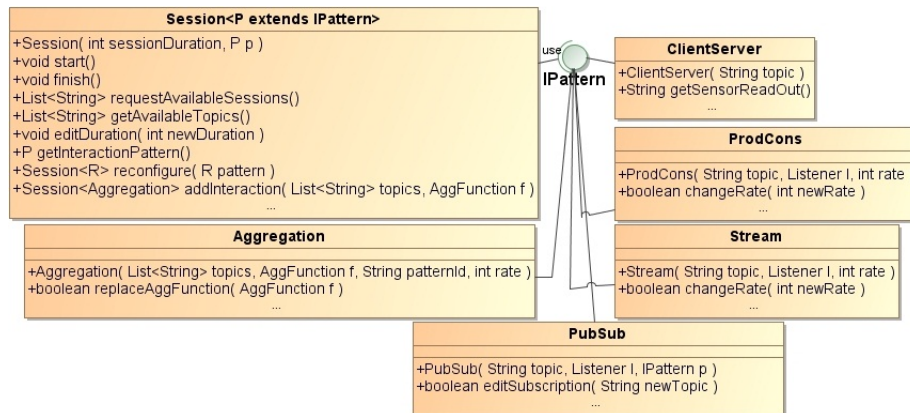 Session<P extends IPattern>
+Session( int sessionDuration, P p )
+void start()
+void finish()
+List<String> requestAvailableSessions()
+List<String> getAvailableTopics()
+void editDuration( int newDuration )
+P getInteractionPattern()
+Session<R> reconfigure( R pattern )
+Session<Aggregation> addInteraction( List<String> topics, AggFunction f )
...
use
IPattern
ClientServer
+ClientServer( String topic )
+String getSensorReadOut()
...
ProdCons
+ProdCons( String topic, Listener l, int rate
+boolean changeRate( int newRate )
...
Aggregation
+Aggregation( List<String> topics, AggFunction f, String patternId, int rate )
+boolean replaceAggFunction( AggFunction f )
...
Stream
+Stream( String topic, Listener l, int rate )
+boolean changeRate( int newRate )
...
PubSub
+PubSub( String topic, Listener l, IPattern p )
+boolean editSubscription( String newTopic )
...